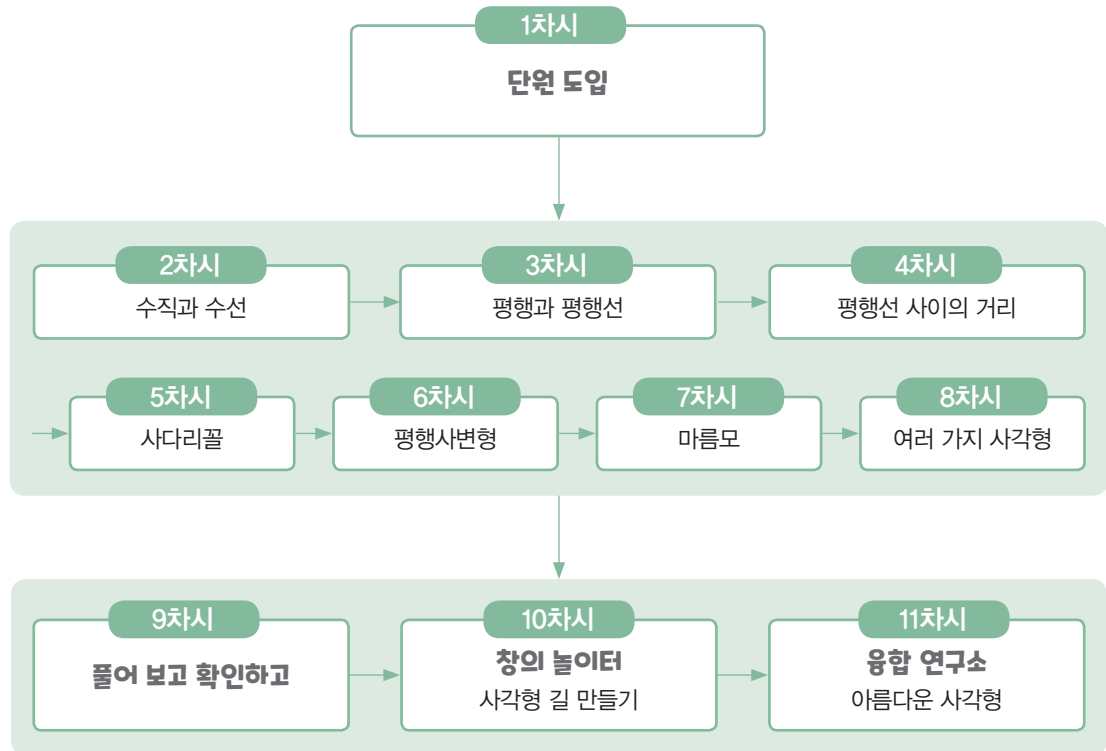 1차시
단원 도입
2차시
수직과 수선
3차시
평행과 평행선
4차시
평행선 사이의 거리
5차시
사다리꼴
6차시
평행사변형
7차시
마름모
8차시
여러 가지 사각형
9차시
풀어 보고 확인하고
10차시
창의 놀이터
사각형 길 만들기
11차시
융합 연구소
아름다운 사각형